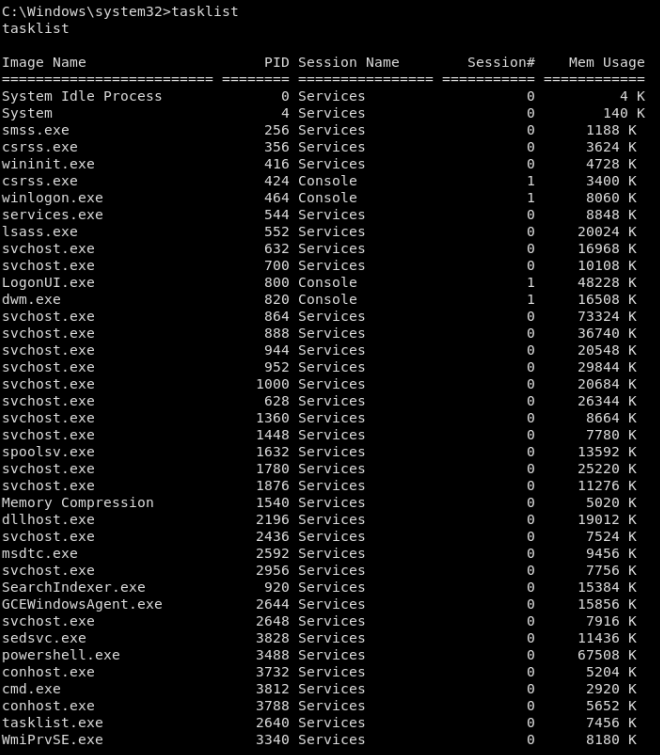 C:\Windows\system32>tasklist
tasklist
Image Name PID Session Name Session# Mem Usage
========================= ======== ================ =========== ============
System Idle Process 0 Services 0 4 K
System 4 Services 0 140 K
smss.exe 256 Services 0 1188 K
csrss.exe 356 Services 0 3624 K
wininit.exe 416 Services 0 4728 K
csrss.exe 424 Console 1 3400 K
winlogon.exe 464 Console 1 8060 K
services.exe 544 Services 0 8848 K
lsass.exe 552 Services 0 20024 K
svchost.exe 632 Services 0 16968 K
svchost.exe 700 Services 0 10108 K
LogonUI.exe 800 Console 1 48228 K
dwm.exe 820 Console 1 16508 K
svchost.exe 864 Services 0 73324 K
svchost.exe 888 Services 0 36740 K
svchost.exe 944 Services 0 20548 K
svchost.exe 952 Services 0 29844 K
svchost.exe 1000 Services 0 20684 K
svchost.exe 628 Services 0 26344 K
svchost.exe 1360 Services 0 8664 K
svchost.exe 1448 Services 0 7780 K
spoolsv.exe 1632 Services 0 13592 K
svchost.exe 1780 Services 0 25220 K
svchost.exe 1876 Services 0 11276 K
Memory Compression 1540 Services 0 5020 K
dllhost.exe 2196 Services 0 19012 K
svchost.exe 2436 Services 0 7524 K
msdtc.exe 2592 Services 0 9456 K
svchost.exe 2956 Services 0 7756 K
SearchIndexer.exe 920 Services 0 15384 K
GCEWindowsAgent.exe 2644 Services 0 15856 K
svchost.exe 2648 Services 0 7916 K
sedsvc.exe 3828 Services 0 11436 K
powershell.exe 3488 Services 0 67508 K
conhost.exe 3732 Services 0 5204 K
cmd.exe 3812 Services 0 2920 K
conhost.exe 3788 Services 0 5652 K
tasklist.exe 2640 Services 0 7456 K
WmiPrvSE.exe 3340 Services 0 8180 K